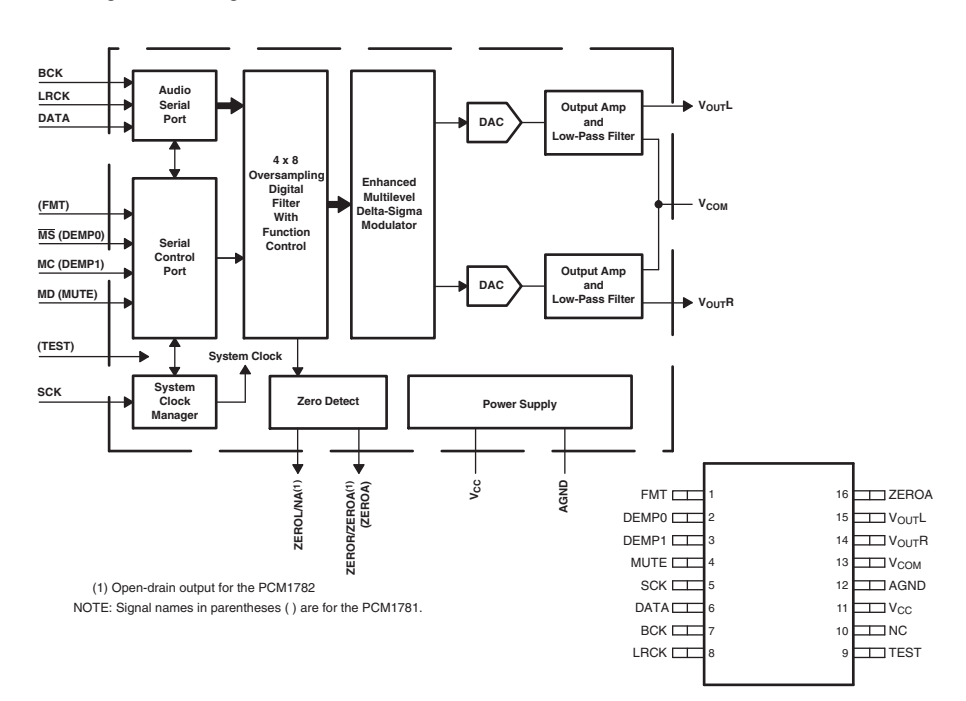 BCK
LRCK
DATA
(FMT)
M̅S̅ (DEMP0)
MC (DEMP1)
MD (MUTE)
(TEST)
SCK
Audio
Serial
Port
Serial
Control
Port
System
Clock
Manager
System Clock
4 x 8
Oversampling
Digital
Filter
With
Function
Control
Enhanced
Multilevel
Delta-Sigma
Modulator
DAC
Output Amp
and
Low-Pass Filter
DAC
Output Amp
and
Low-Pass Filter
VOUTL
VCOM
VOUTR
Zero Detect
Power Supply
ZEROL/NA(1)
ZEROR/ZEROA(1)
(ZEROA)
VCC
AGND
(1) Open-drain output for the PCM1782
NOTE: Signal names in parentheses ( ) are for the PCM1781.
FMT 1 16 ZEROA
DEMP0 2 15 VOUTL
DEMP1 3 14 VOUTR
MUTE 4 13 VCOM
SCK 5 12 AGND
DATA 6 11 VCC
BCK 7 10 NC
LRCK 8 9 TEST